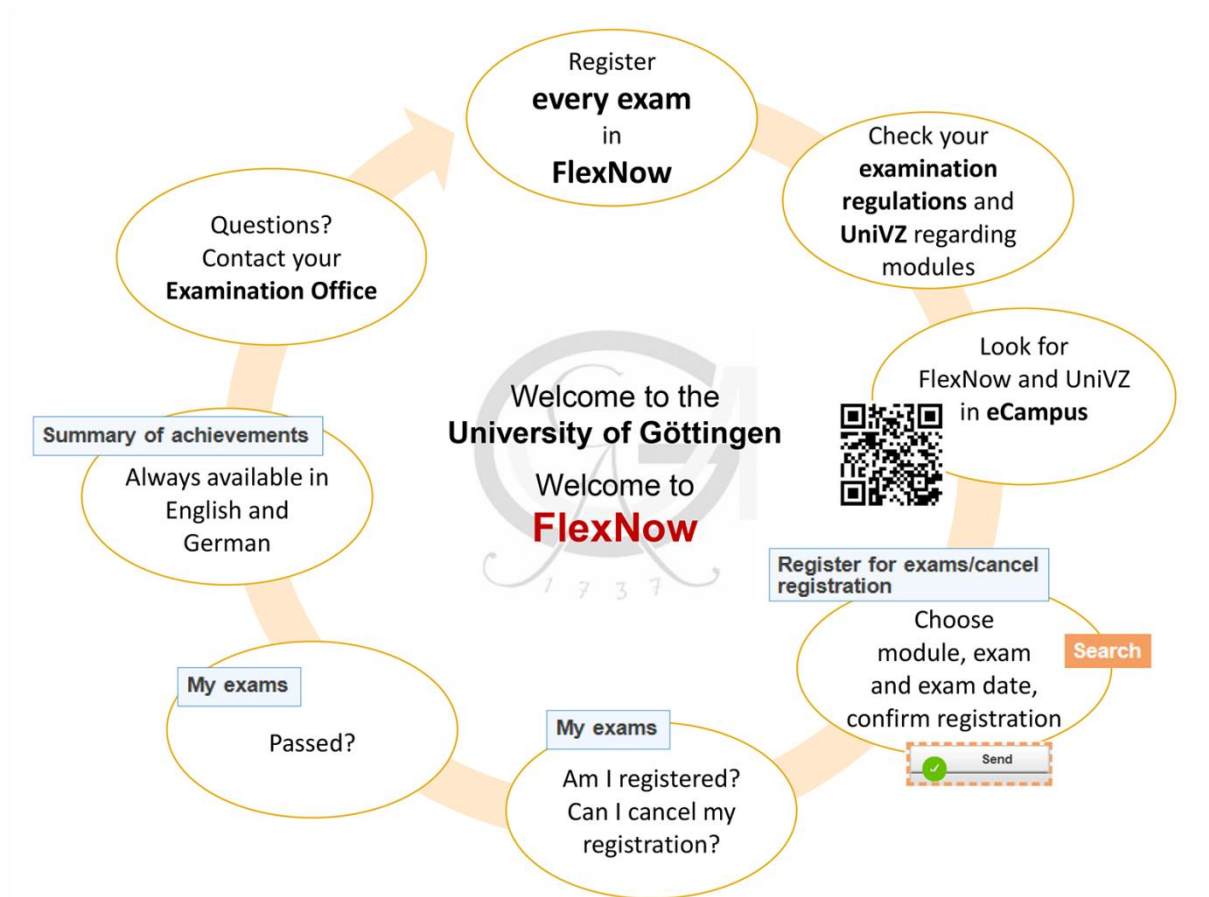 Register
every exam
in
FlexNow
Check your
examination
regulations and
UniVZ regarding
modules
Look for
FlexNow and UniVZ
in eCampus
Register for exams/cancel
registration
Choose
module, exam
and exam date,
confirm registration
Search
Send
My exams
Am I registered?
Can I cancel my
registration?
My exams
Passed?
Summary of achievements
Always available in
English and
German
Questions?
Contact your
Examination Office
Welcome to the
University of Göttingen
Welcome to
FlexNow
1737